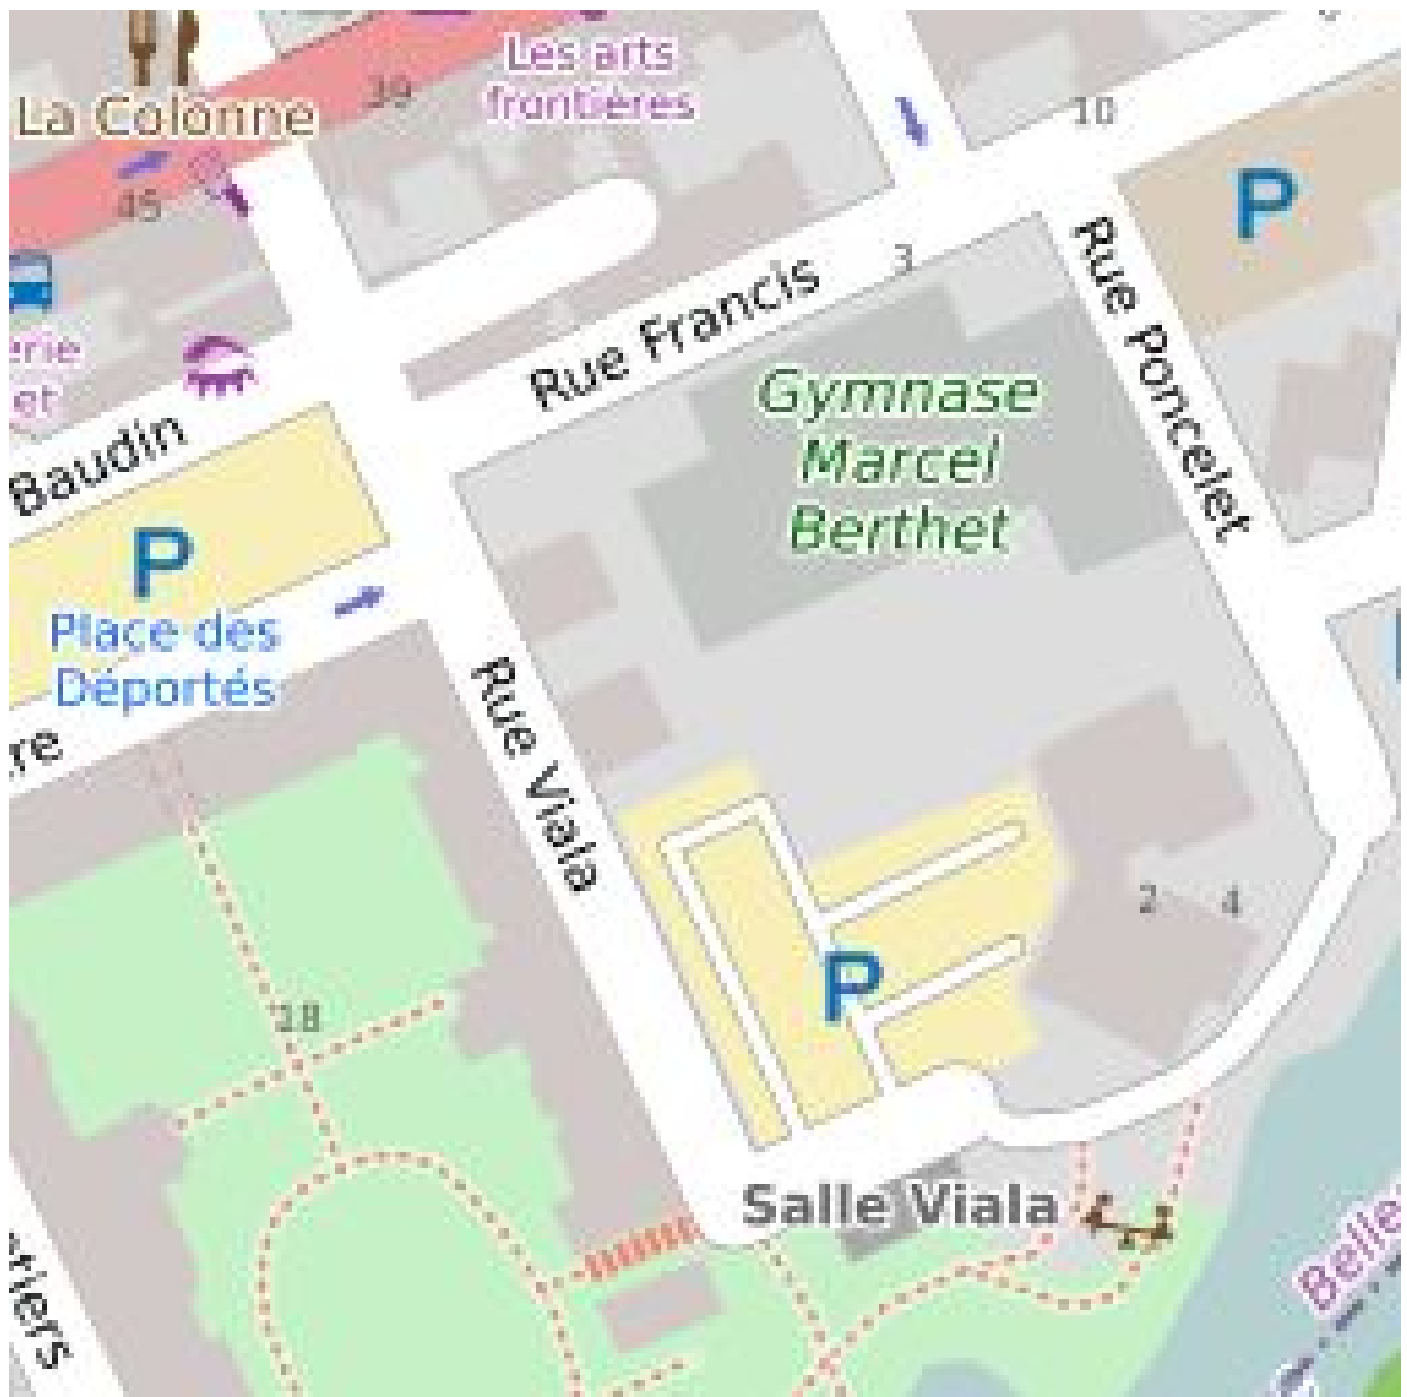 Les arts
frontières
La Colonne
39
45
10
P
3
Rue Francis
Rue Poncelet
Gymnase
Marcel
Berthet
Baudin
P
Place des
Déportés
Rue Viala
2
4
P
18
Salle Viala